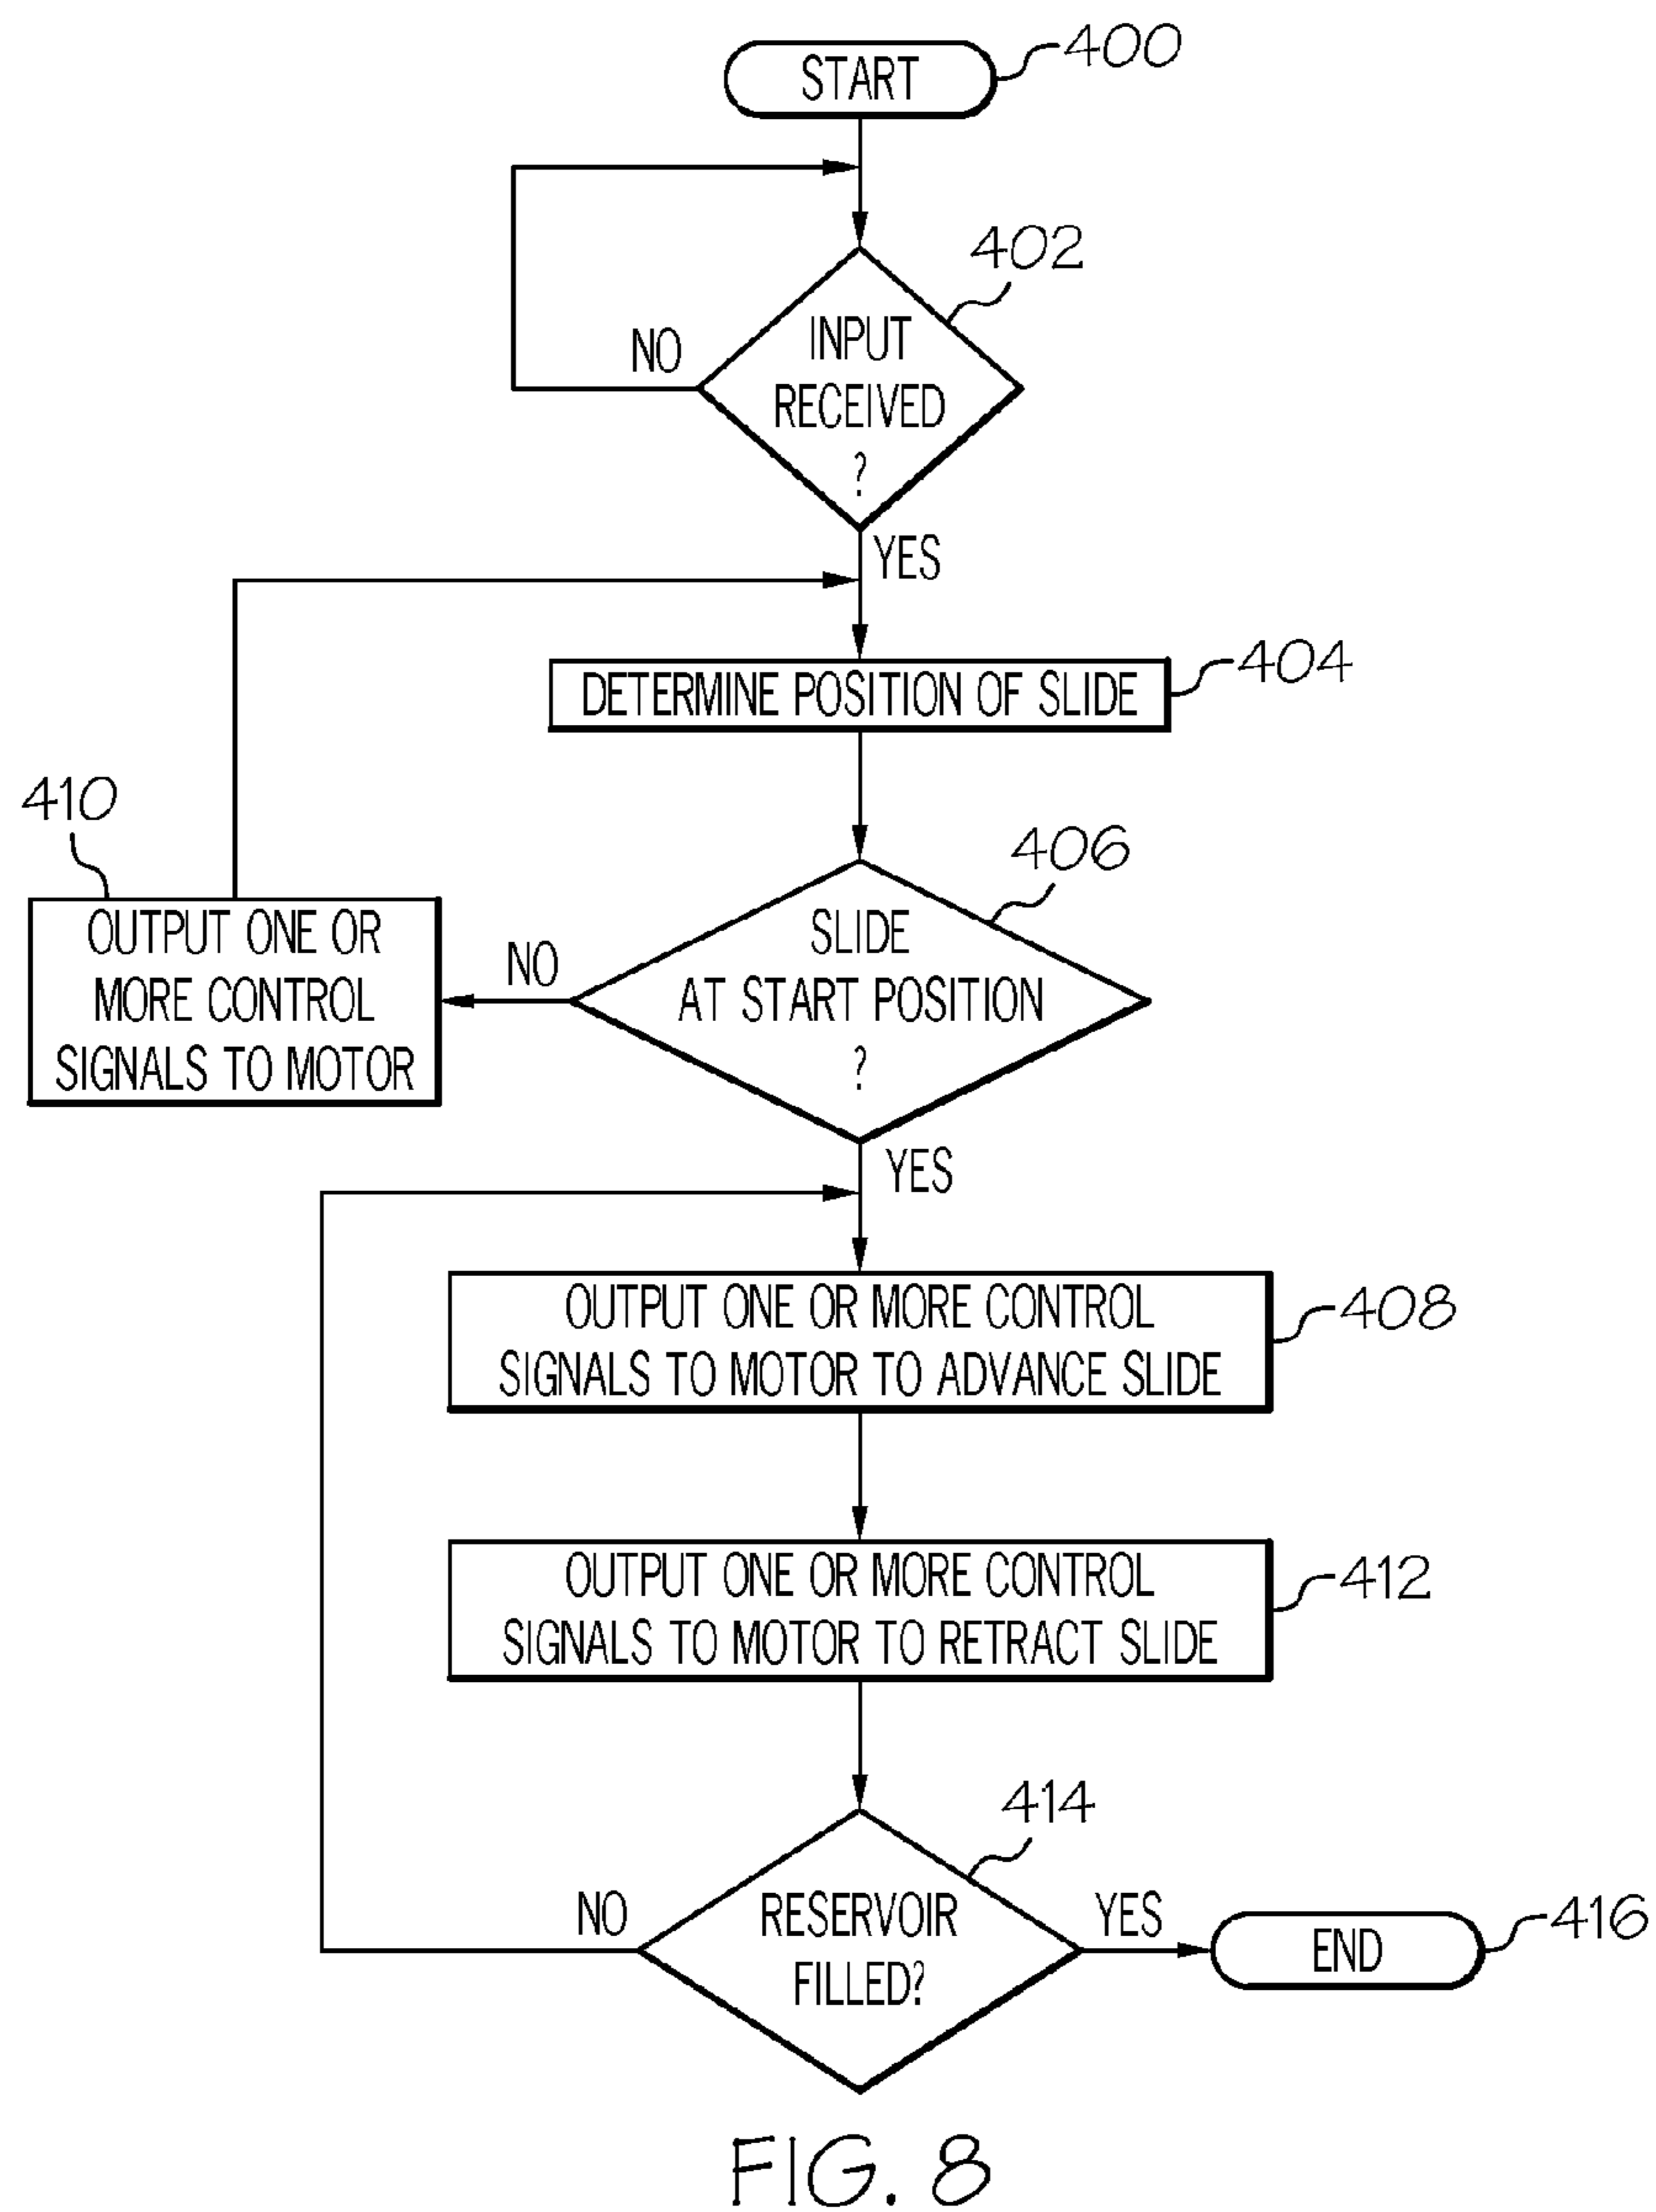 START
400
402
INPUT
RECEIVED
?
NO
YES
DETERMINE POSITION OF SLIDE
404
410
OUTPUT ONE OR
MORE CONTROL
SIGNALS TO MOTOR
406
SLIDE
AT START POSITION
?
NO
YES
OUTPUT ONE OR MORE CONTROL
SIGNALS TO MOTOR TO ADVANCE SLIDE
408
OUTPUT ONE OR MORE CONTROL
SIGNALS TO MOTOR TO RETRACT SLIDE
412
414
RESERVOIR
FILLED?
NO
YES
END
416
FIG. 8